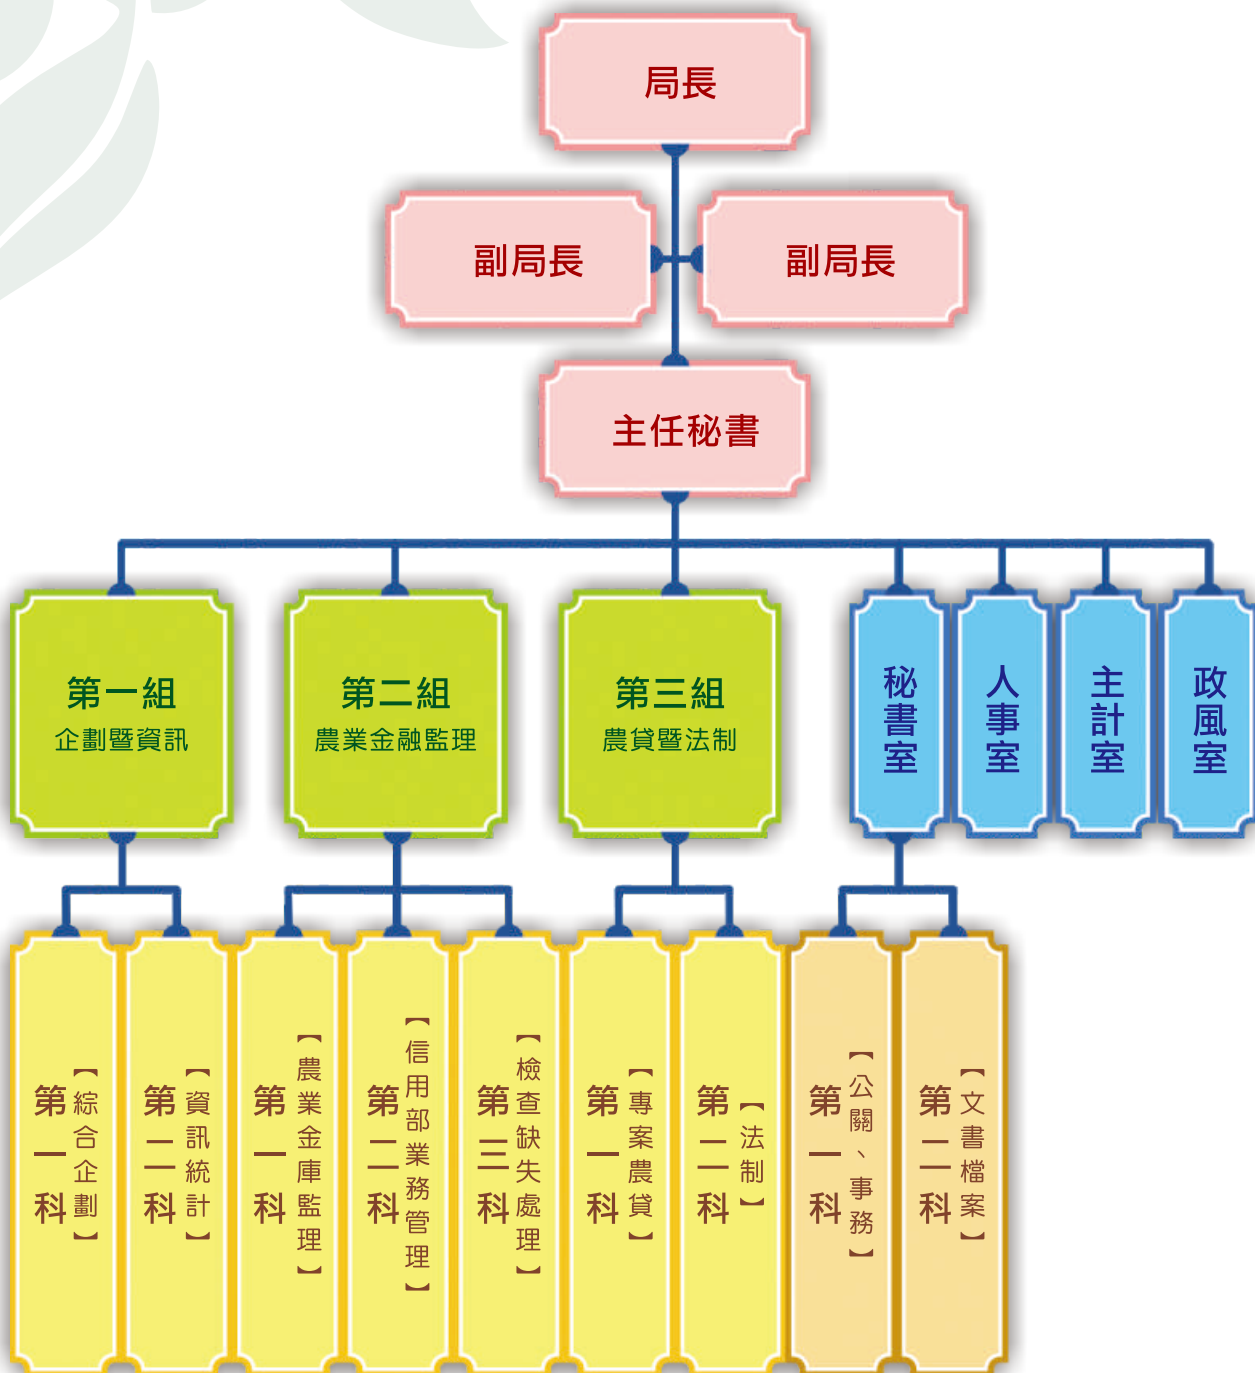 局長
副局長
副局長
主任秘書
第一組
企劃暨資訊
第二組
農業金融監理
第三組
農貸暨法制
秘書室
人事室
主計室
政風室
第一科
【綜合企劃】
第二科
【資訊統計】
第一科
【農業金庫監理】
第二科
【信用部業務管理】
第三科
【檢查缺失處理】
第一科
【專案農貸】
第二科
【法制】
第一科
【公關、事務】
第二科
【文書檔案】